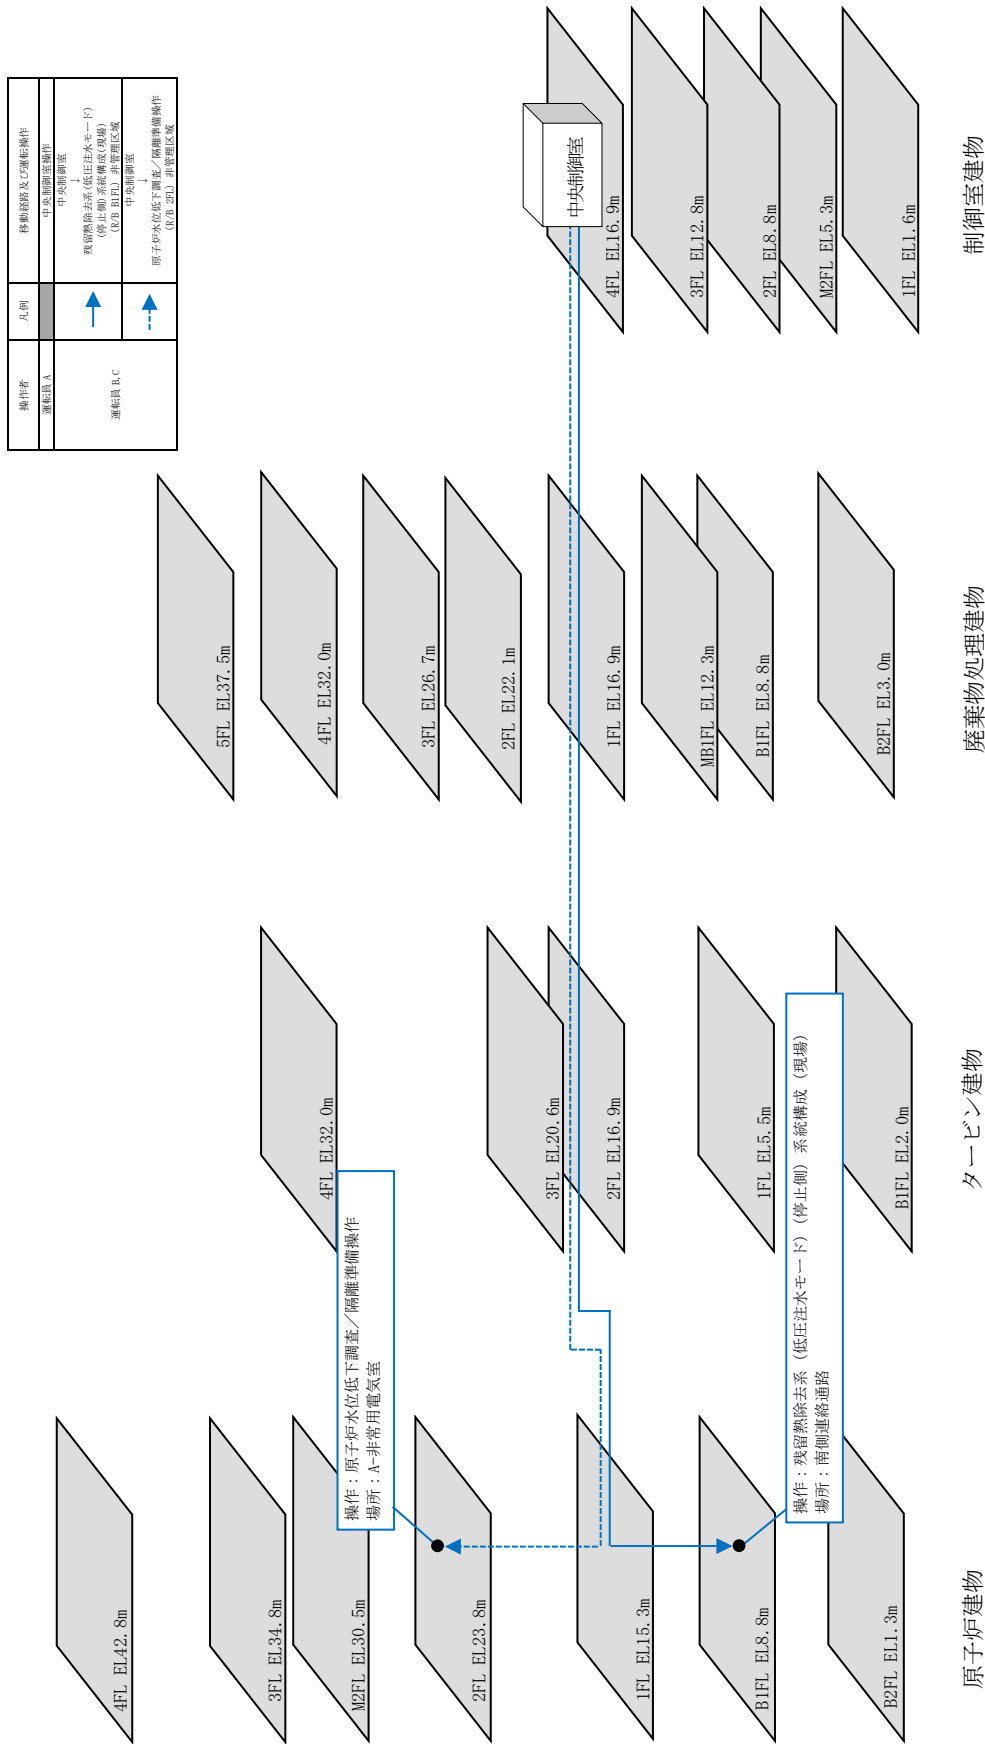 操作者
凡例
移動経路及び運転操作
運転員 A
中央制御室操作
運転員 B,C
中央制御室
↓
残留熱除去系(低圧注水モード)
(停止側)系統構成(現場)
(R/B B1FL) 非管理区域
中央制御室
↓
原子炉水位低下調査／隔離準備操作
(R/B 2FL) 非管理区域
4FL EL42.8m
3FL EL34.8m
M2FL EL30.5m
2FL EL23.8m
1FL EL15.3m
B1FL EL8.8m
B2FL EL1.3m
原子炉建物
操作：原子炉水位低下調査／隔離準備操作
場所：A-非常用電気室
操作：残留熱除去系（低圧注水モード）（停止側）系統構成（現場）
場所：南側連絡通路
4FL EL32.0m
3FL EL20.6m
2FL EL16.9m
1FL EL5.5m
B1FL EL2.0m
タービン建物
5FL EL37.5m
4FL EL32.0m
3FL EL26.7m
2FL EL22.1m
1FL EL16.9m
MB1FL EL12.3m
B1FL EL8.8m
B2FL EL3.0m
廃棄物処理建物
中央制御室
4FL EL16.9m
3FL EL12.8m
2FL EL8.8m
M2FL EL5.3m
1FL EL1.6m
制御室建物